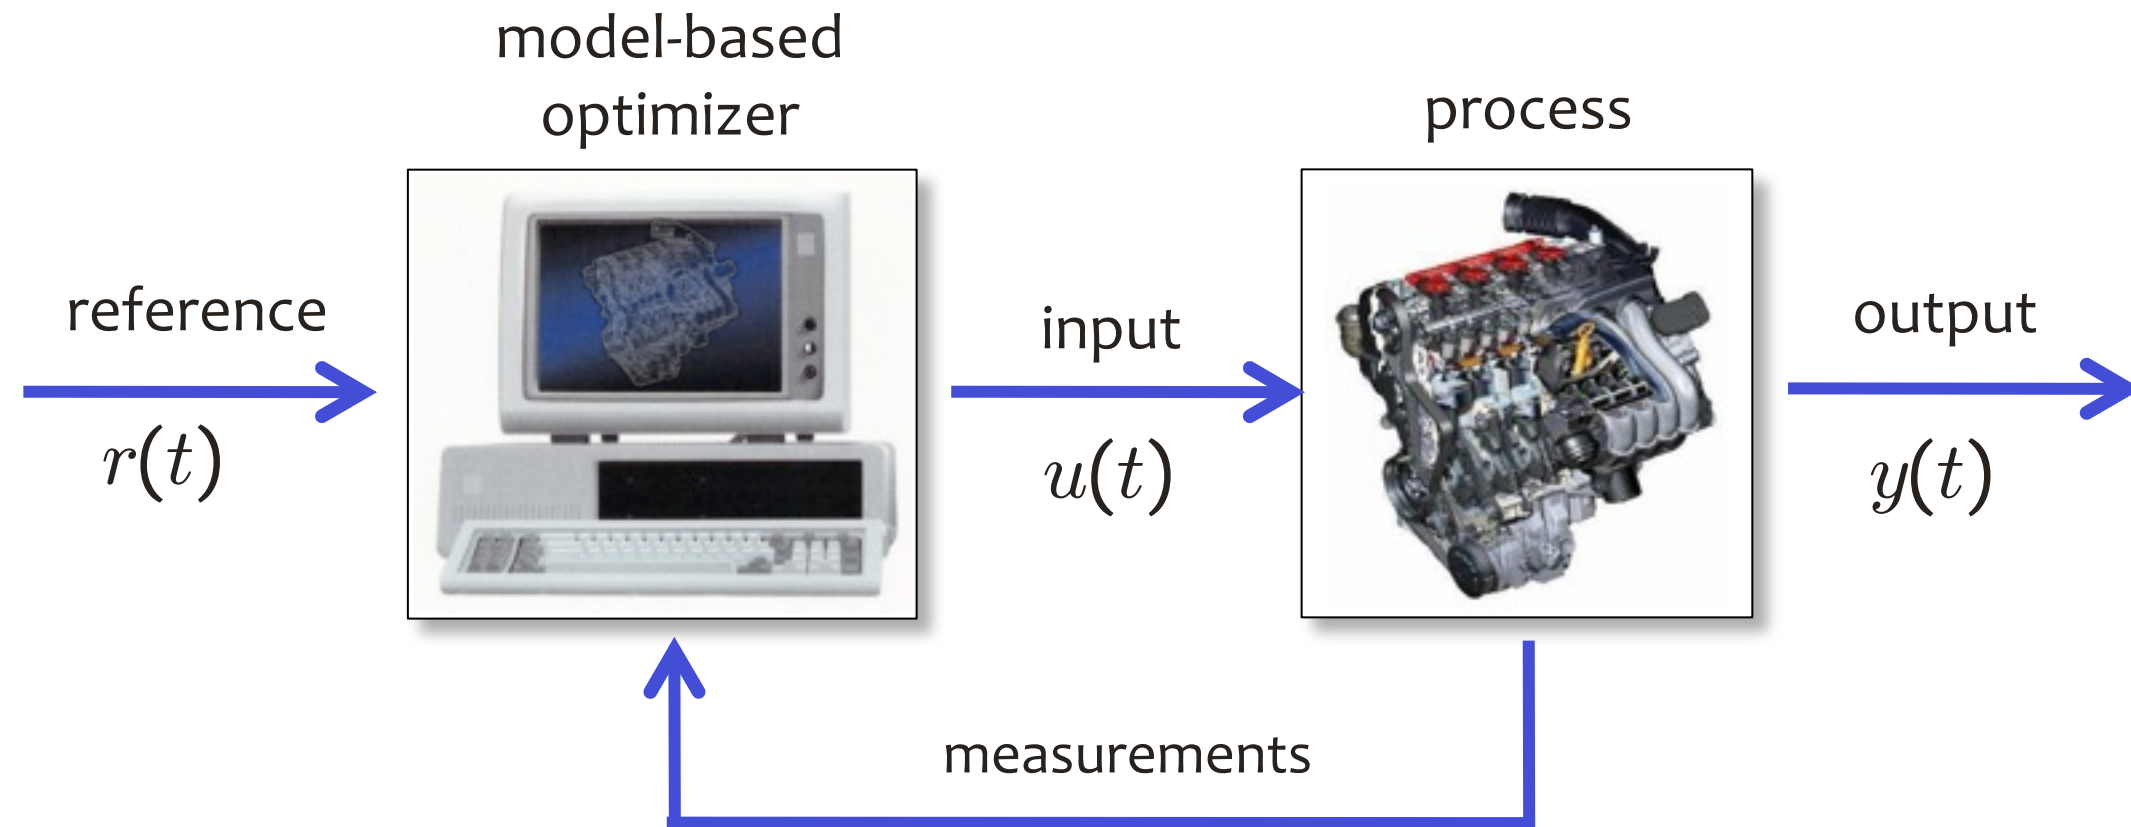 model-based
optimizer
process
reference
r(t)
input
u(t)
output
y(t)
measurements